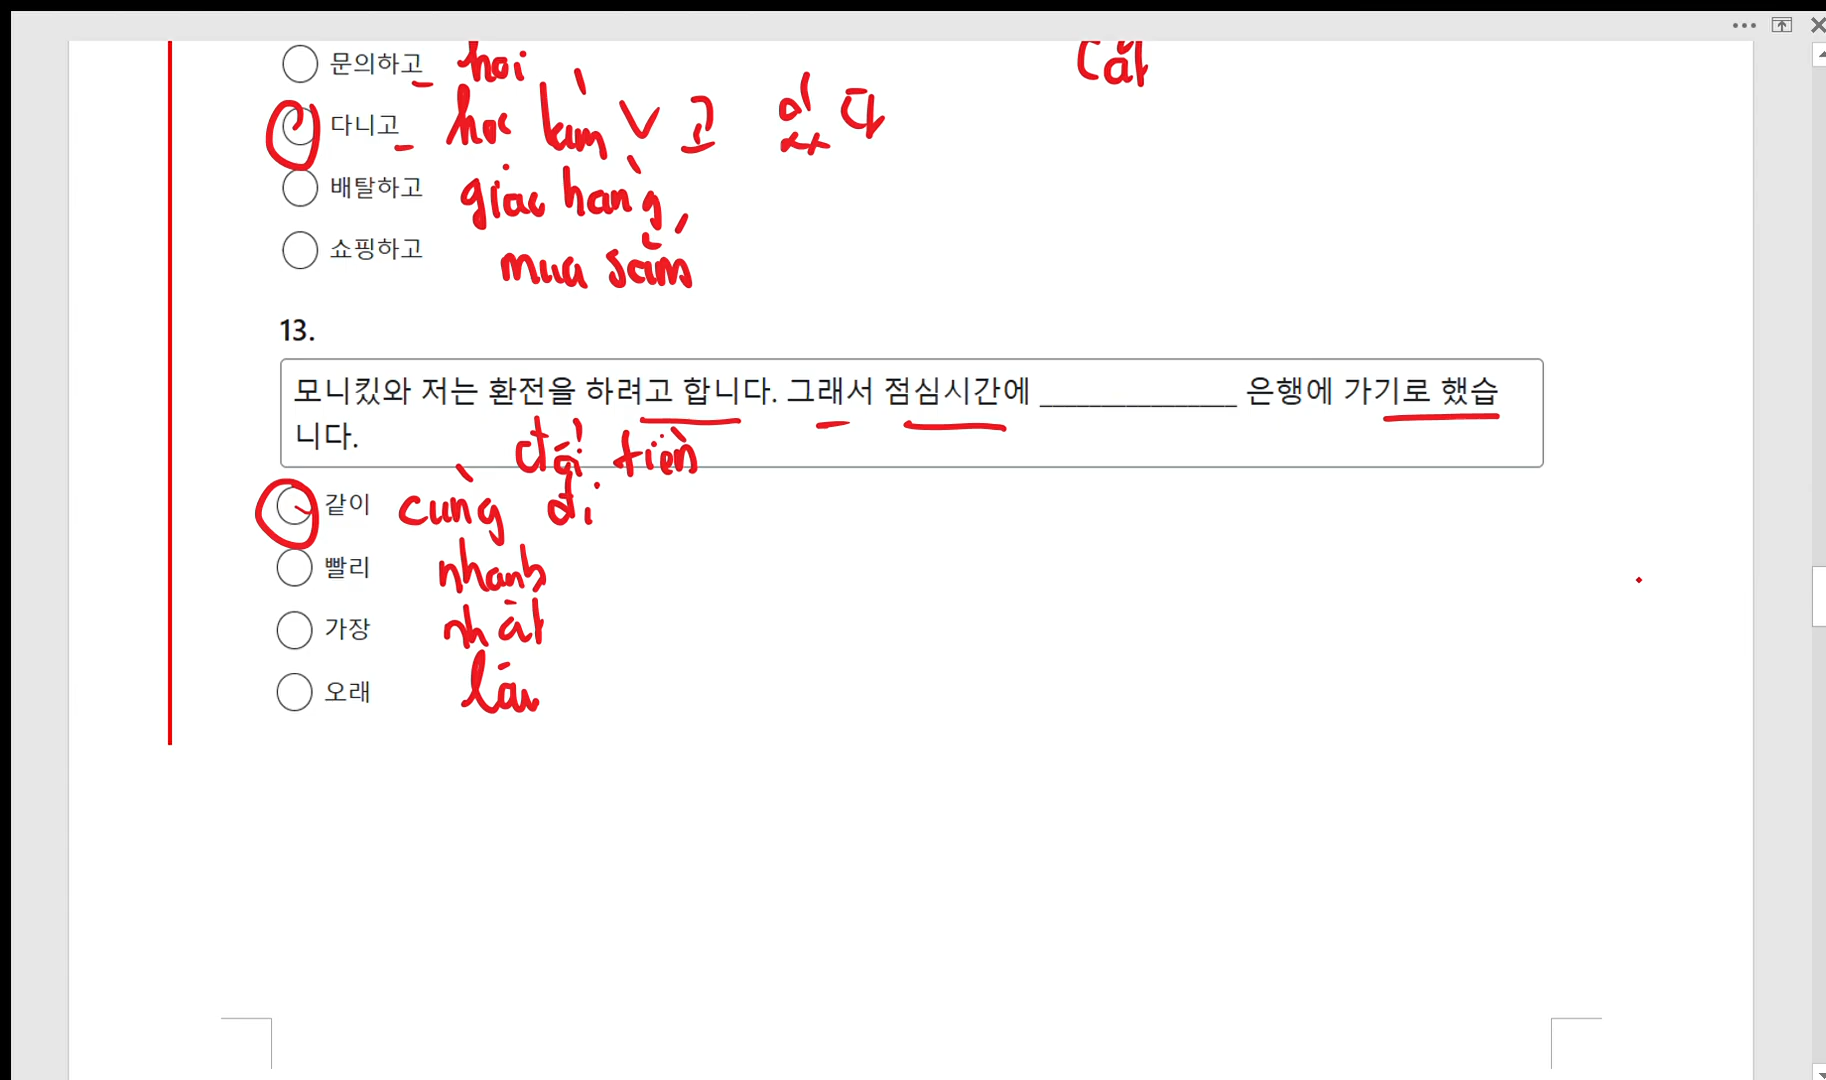 문의하고 hỏi cắt
다니고 học làm V고 있다
배탈하고 giao hàng
쇼핑하고 mua sắm
13.
모니킸와 저는 환전을 하려고 합니다. 그래서 점심시간에 ______________ 은행에 가기로 했습
니다.
đổi tiền
같이 cùng đi
빨리 nhanh
가장 nhất
오래 lâu